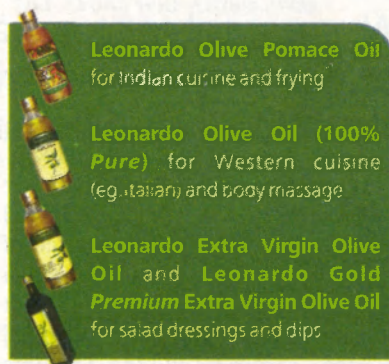 Leonardo Olive Pomace Oil
for Indian cuisine and frying
Leonardo Olive Oil (100%
Pure) for Western cuisine
(eg. Italian) and body massage
Leonardo Extra Virgin Olive
Oil and Leonardo Gold
Premium Extra Virgin Olive Oil
for salad dressings and dips